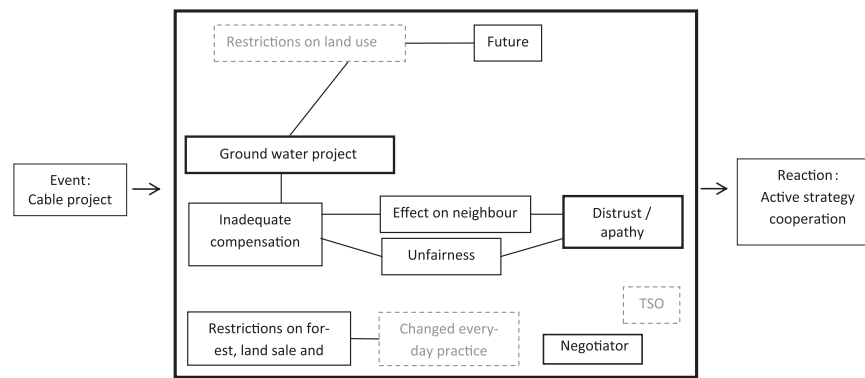 Restrictions on land use
Future
Ground water project
Event:
Cable project
Inadequate
compensation
Effect on neighbour
Unfairness
Distrust /
apathy
Reaction:
Active strategy
cooperation
TSO
Restrictions on for-
est, land sale and
Changed every-
day practice
Negotiator